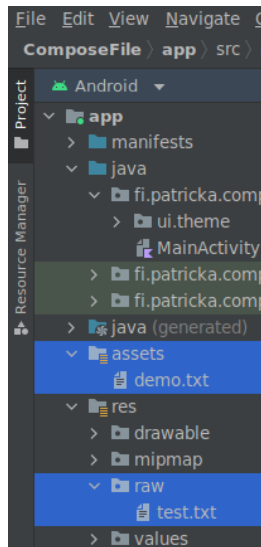 File Edit View Navigate
ComposeFile app src
Project
Resource Manager
Android
app
manifests
java
fi.patricka.comp
ui.theme
MainActivity
fi.patricka.comp
fi.patricka.comp
java (generated)
assets
demo.txt
res
drawable
mipmap
raw
test.txt
values